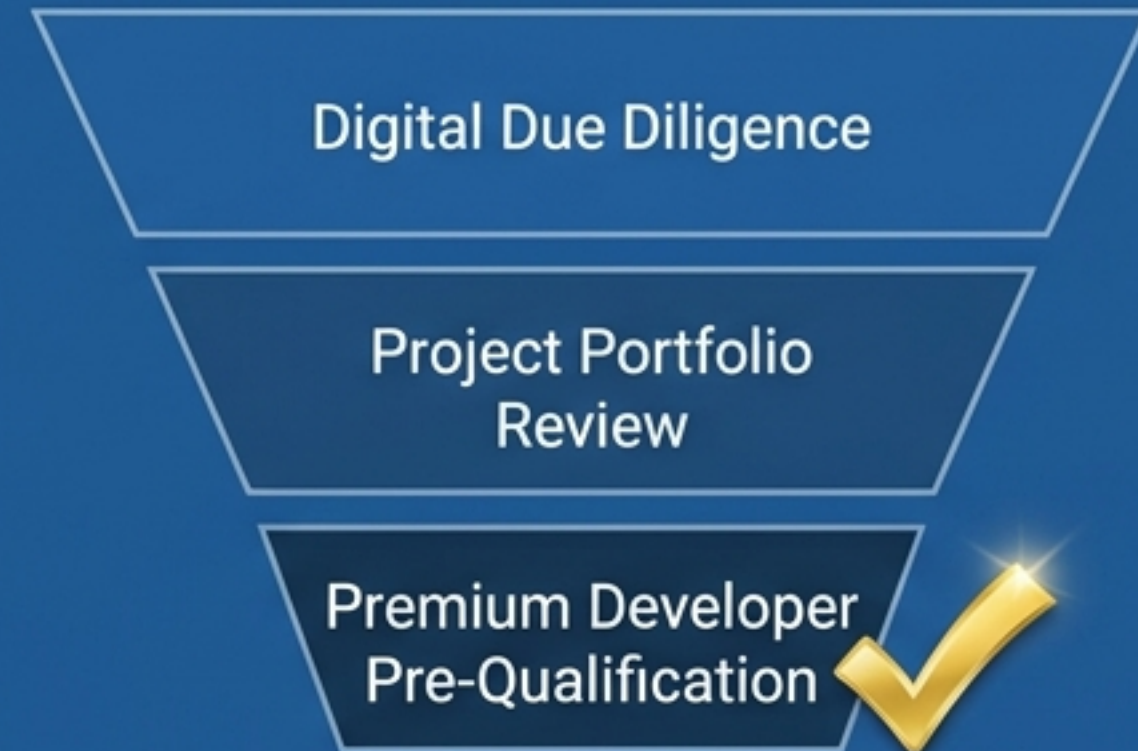 Digital Due Diligence
Project Portfolio
Review
Premium Developer
Pre-Qualification